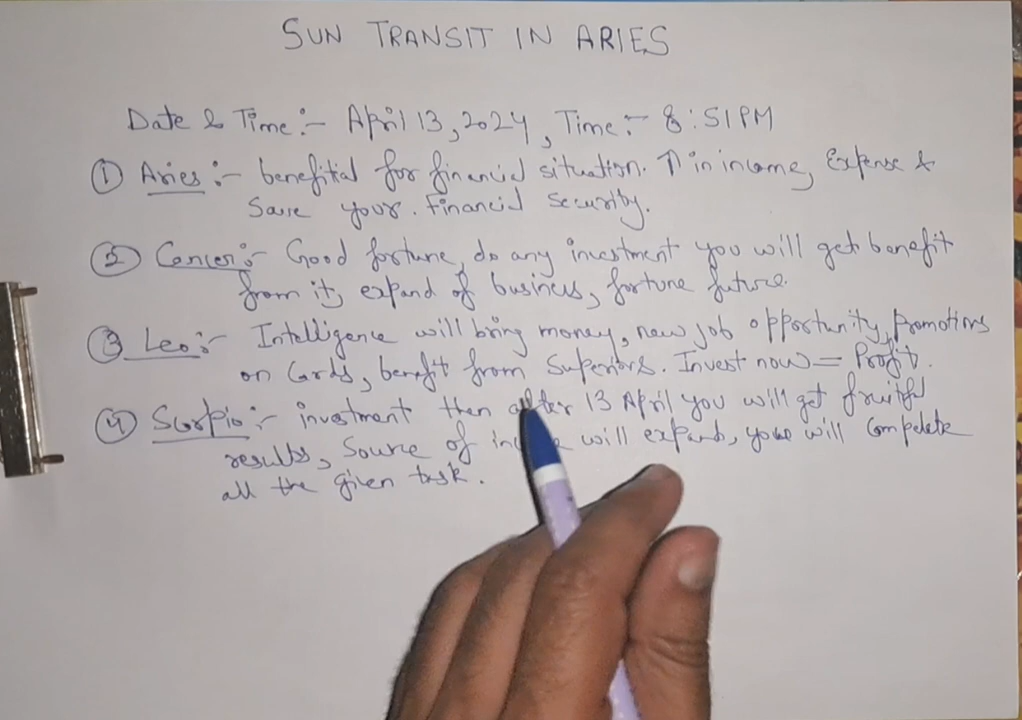 SUN TRANSIT IN ARIES
Date & Time:- April 13, 2024, Time:- 8:51PM
① Aries:- benefitial for financial situation. ↑ in income, Expense &
Save your. Financial Security.
② Cancer:- Good fortune, do any investment you will get benefit
from it, expand of business, fortune future.
③ Leo:- Intelligence will bring money, new job opportunity, promotions
on Cards, benefit from Superiors. Invest now = Profit.
④ Scorpio:- investment then after 13 April you will get fruitful
results, Source of will expand, you will
all the given task.